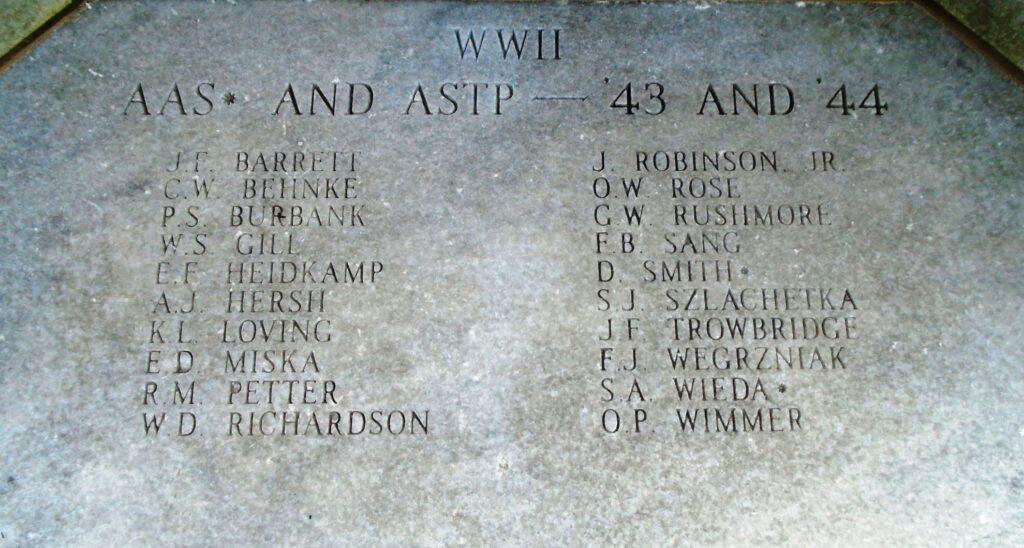 WWII
AAS* AND ASTP — '43 AND '44
J.F. BARRETT
C.W. BEHNKE
P.S. BURBANK
W.S. GILL
E.F. HEIDKAMP
A.J. HERSH
K.L. LOVING
E.D. MISKA
R.M. PETTER
W.D. RICHARDSON
J. ROBINSON, JR.
O.W. ROSE
G.W. RUSHMORE
F.B. SANG
D. SMITH*
S.J. SZLACHETKA
J.F. TROWBRIDGE
F.J. WEGRZNIAK
S.A. WIEDA*
O.P. WIMMER